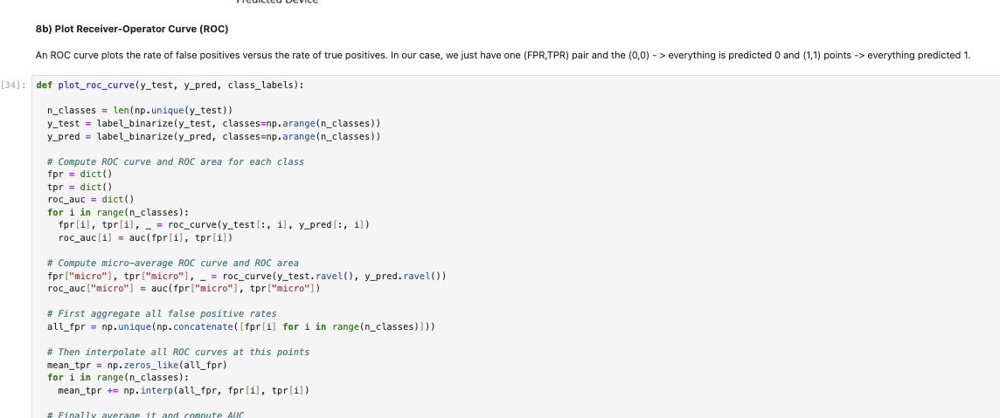 Predicted Device
8b) Plot Receiver-Operator Curve (ROC)
An ROC curve plots the rate of false positives versus the rate of true positives. In our case, we just have one (FPR,TPR) pair and the (0,0) - > everything is predicted 0 and (1,1) points -> everything predicted 1.
[34]:
def plot_roc_curve(y_test, y_pred, class_labels):
  n_classes = len(np.unique(y_test))
  y_test = label_binarize(y_test, classes=np.arange(n_classes))
  y_pred = label_binarize(y_pred, classes=np.arange(n_classes))
  # Compute ROC curve and ROC area for each class
  fpr = dict()
  tpr = dict()
  roc_auc = dict()
  for i in range(n_classes):
    fpr[i], tpr[i], _ = roc_curve(y_test[:, i], y_pred[:, i])
    roc_auc[i] = auc(fpr[i], tpr[i])
  # Compute micro-average ROC curve and ROC area
  fpr["micro"], tpr["micro"], _ = roc_curve(y_test.ravel(), y_pred.ravel())
  roc_auc["micro"] = auc(fpr["micro"], tpr["micro"])
  # First aggregate all false positive rates
  all_fpr = np.unique(np.concatenate([fpr[i] for i in range(n_classes)]))
  # Then interpolate all ROC curves at this points
  mean_tpr = np.zeros_like(all_fpr)
  for i in range(n_classes):
    mean_tpr += np.interp(all_fpr, fpr[i], tpr[i])
  # Finally average it and compute AUC